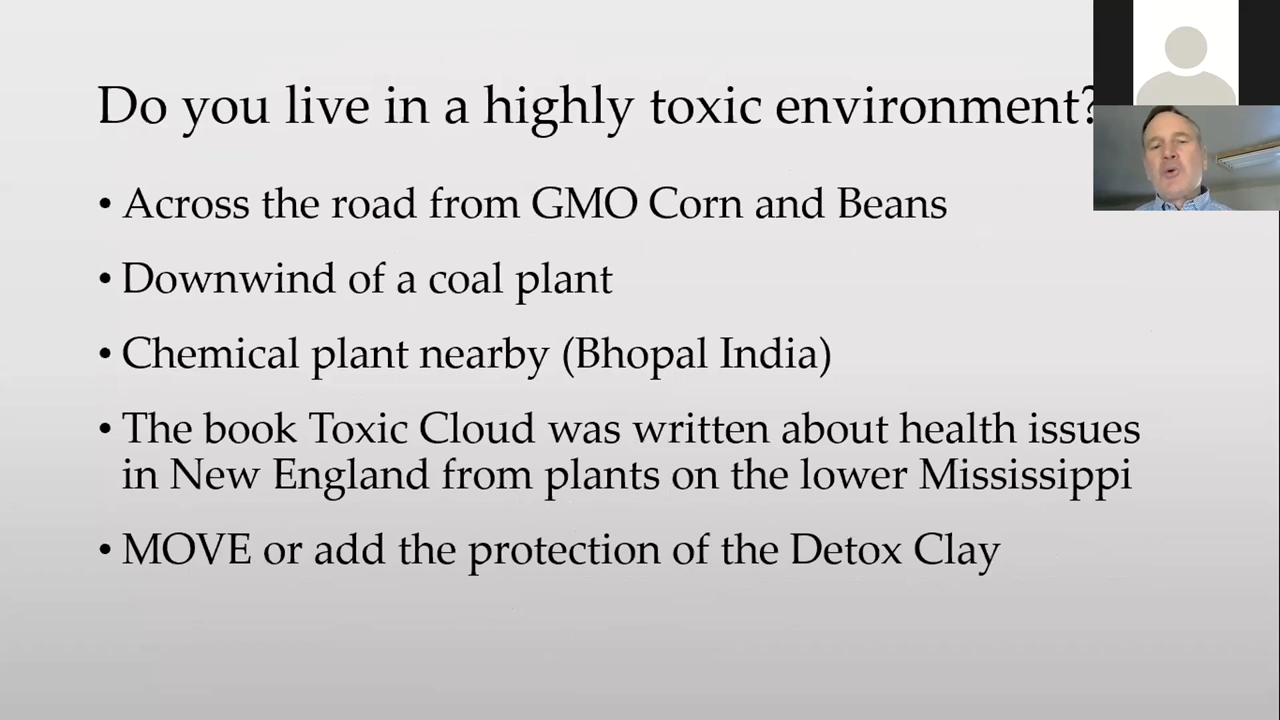 Do you live in a highly toxic environment?
• Across the road from GMO Corn and Beans
• Downwind of a coal plant
• Chemical plant nearby (Bhopal India)
• The book Toxic Cloud was written about health issues
in New England from plants on the lower Mississippi
• MOVE or add the protection of the Detox Clay